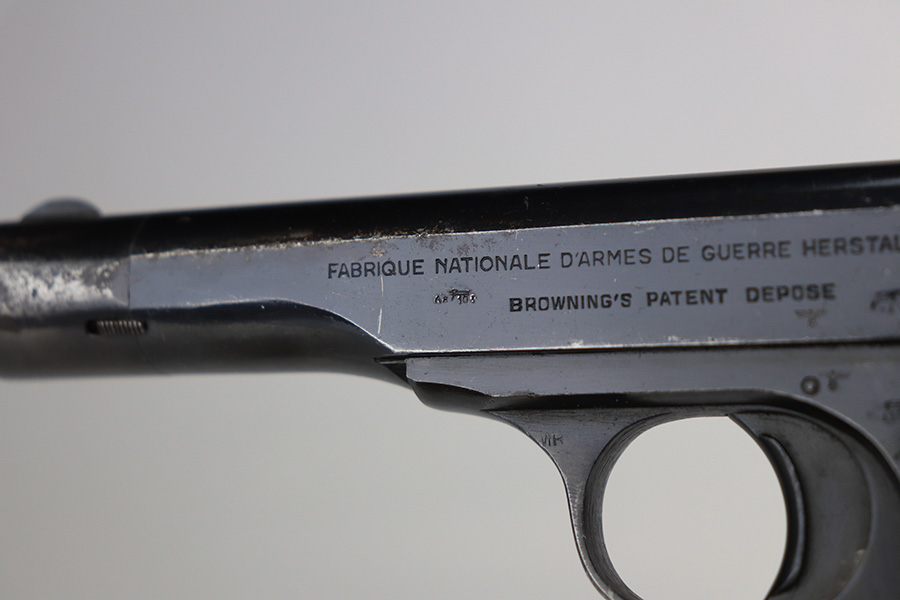 FABRIQUE NATIONALE D'ARMES DE GUERRE HERSTAL
BROWNING'S PATENT DEPOSE